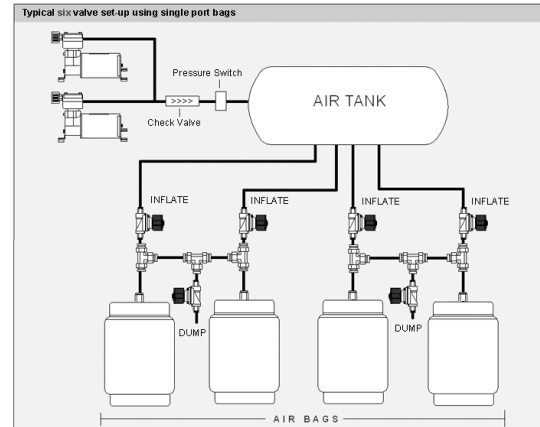 Typical six valve set-up using single port bags
Pressure Switch
AIR TANK
>>>>
Check Valve
INFLATE
INFLATE
INFLATE
INFLATE
DUMP
DUMP
AIR BAGS